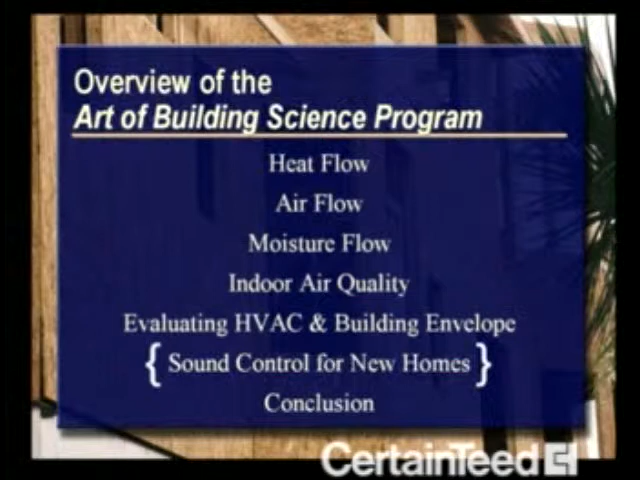 Overview of the
Art of Building Science Program
Heat Flow
Air Flow
Moisture Flow
Indoor Air Quality
Evaluating HVAC & Building Envelope
{ Sound Control for New Homes }
Conclusion
CertainTeed